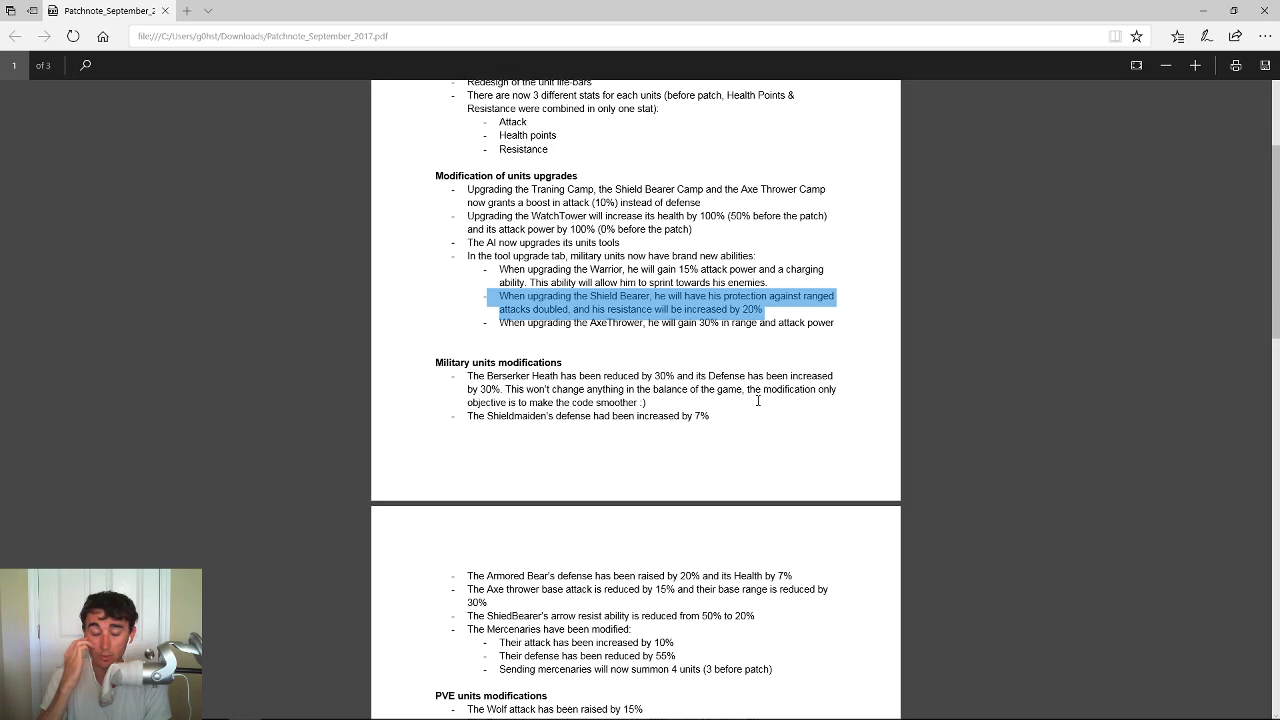 Patchnote_September_2
file:///C:/Users/g0hst/Downloads/Patchnote_September_2017.pdf
1 of 3
- Redesign of the unit life-bars
- There are now 3 different stats for each units (before patch, Health Points &
Resistance were combined in only one stat):
- Attack
- Health points
- Resistance
Modification of units upgrades
- Upgrading the Traning Camp, the Shield Bearer Camp and the Axe Thrower Camp
now grants a boost in attack (10%) instead of defense
- Upgrading the WatchTower will increase its health by 100% (50% before the patch)
and its attack power by 100% (0% before the patch)
- The AI now upgrades its units tools
- In the tool upgrade tab, military units now have brand new abilities:
- When upgrading the Warrior, he will gain 15% attack power and a charging
ability. This ability will allow him to sprint towards his enemies.
- When upgrading the Shield Bearer, he will have his protection against ranged
attacks doubled, and his resistance will be increased by 20%
- When upgrading the AxeThrower, he will gain 30% in range and attack power
Military units modifications
- The Berserker Heath has been reduced by 30% and its Defense has been increased
by 30%. This won't change anything in the balance of the game, the modification only
objective is to make the code smoother :)
- The Shieldmaiden's defense had been increased by 7%
- The Armored Bear's defense has been raised by 20% and its Health by 7%
- The Axe thrower base attack is reduced by 15% and their base range is reduced by
30%
- The ShiedBearer's arrow resist ability is reduced from 50% to 20%
- The Mercenaries have been modified:
- Their attack has been increased by 10%
- Their defense has been reduced by 55%
- Sending mercenaries will now summon 4 units (3 before patch)
PVE units modifications
- The Wolf attack has been raised by 15%